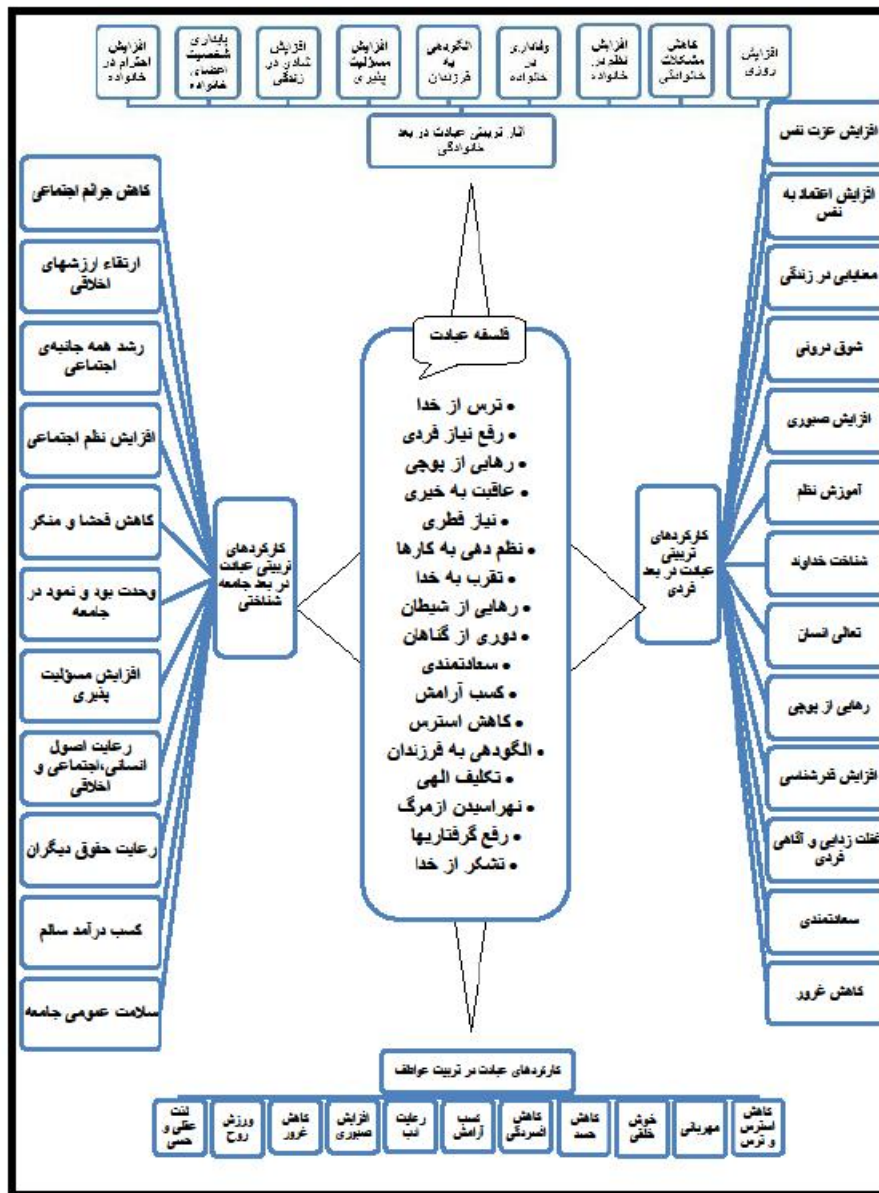 افزایش
روزی
کاهش
مشکلات
خانوادگی
افزایش
نظم در
خانواده
وفاداری
در
خانواده
الگودهی
به
فرزندان
افزایش
مسؤلیت
پذیری
افزایش
شادی در
زندگی
پایداری
شخصیت
اعضای
خانواده
افزایش
احترام در
خانواده
آثار تربیتی عبادت در بعد
خانوادگی
افزایش عزت نفس
افزایش اعتماد به
نفس
معنایابی در زندگی
شوق درونی
افزایش صبوری
آموزش نظم
شناخت خداوند
تعالی انسان
رهایی از پوچی
افزایش قدرشناسی
غفلت زدایی و آگاهی
فردی
سعادتمندی
کاهش غرور
کارکردهای
تربیتی
عبادت در بعد
فردی
فلسفه عبادت
• ترس از خدا
• رفع نیاز فردی
• رهایی از پوچی
• عاقبت به خیری
• نیاز فطری
• نظم دهی به کارها
• تقرب به خدا
• رهایی از شیطان
• دوری از گناهان
• سعادتمندی
• کسب آرامش
• کاهش استرس
• الگودهی به فرزندان
• تکلیف الهی
• نهراسیدن ازمرگ
• رفع گرفتاریها
• تشکر از خدا
کارکردهای
تربیتی عبادت
در بعد جامعه
شناختی
کاهش جرائم اجتماعی
ارتقاء ارزشهای
اخلاقی
رشد همه جانبه‌ی
اجتماعی
افزایش نظم اجتماعی
کاهش فحشا و منکر
وحدت بود و نمود در
جامعه
افزایش مسؤلیت
پذیری
رعایت اصول
انسانی،اجتماعی و
اخلاقی
رعایت حقوق دیگران
کسب درآمد سالم
سلامت عمومی جامعه
کارکردهای عبادت در تربیت عواطف
کاهش
استرس
و ترس
مهربانی
خوش
خلقی
کاهش
حسد
کاهش
افسردگی
کسب
آرامش
رعایت
ادب
افزایش
صبوری
کاهش
غرور
ورزش
روح
لذت
عقلی و
حسی